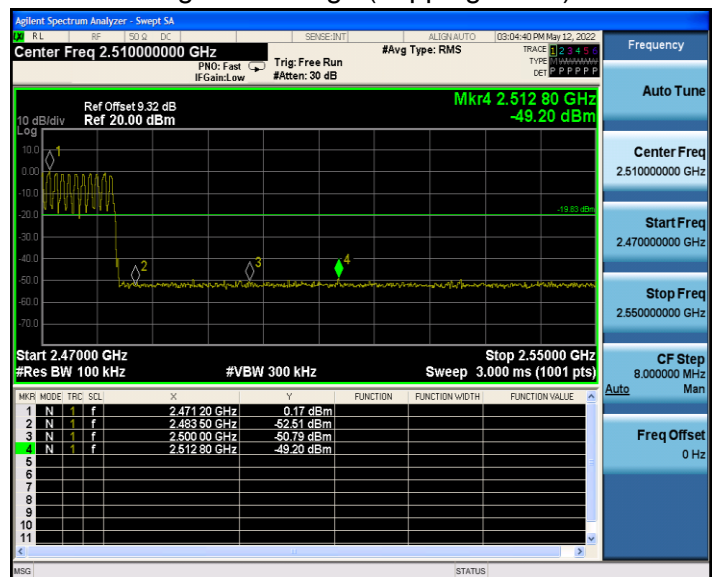 Agilent Spectrum Analyzer - Swept SA
RL RF 50 Ω DC SENSE:INT ALIGNAUTO 03:04:40 PM May 12, 2022
Center Freq 2.510000000 GHz #Avg Type: RMS TRACE 1 2 3 4 5 6
PNO: Fast Trig: Free Run TYPE
IFGain:Low #Atten: 30 dB DET P P P P P P
Mkr4 2.512 80 GHz
Ref Offset 9.32 dB
10 dB/div Ref 20.00 dBm -49.20 dBm
Log
10.0
0.00
-10.0
-20.0
-30.0
-40.0
-50.0
-60.0
-70.0
1
-19.83 dBm
2
3
4
Start 2.47000 GHz Stop 2.55000 GHz
#Res BW 100 kHz #VBW 300 kHz Sweep 3.000 ms (1001 pts)
MKR MODE TRC SCL X Y FUNCTION FUNCTION WIDTH FUNCTION VALUE
1 N 1 f 2.471 20 GHz 0.17 dBm
2 N 1 f 2.483 50 GHz -52.51 dBm
3 N 1 f 2.500 00 GHz -50.79 dBm
4 N 1 f 2.512 80 GHz -49.20 dBm
5
6
7
8
9
10
11
MSG STATUS
Frequency
Auto Tune
Center Freq
2.510000000 GHz
Start Freq
2.470000000 GHz
Stop Freq
2.550000000 GHz
CF Step
8.000000 MHz
Auto Man
Freq Offset
0 Hz